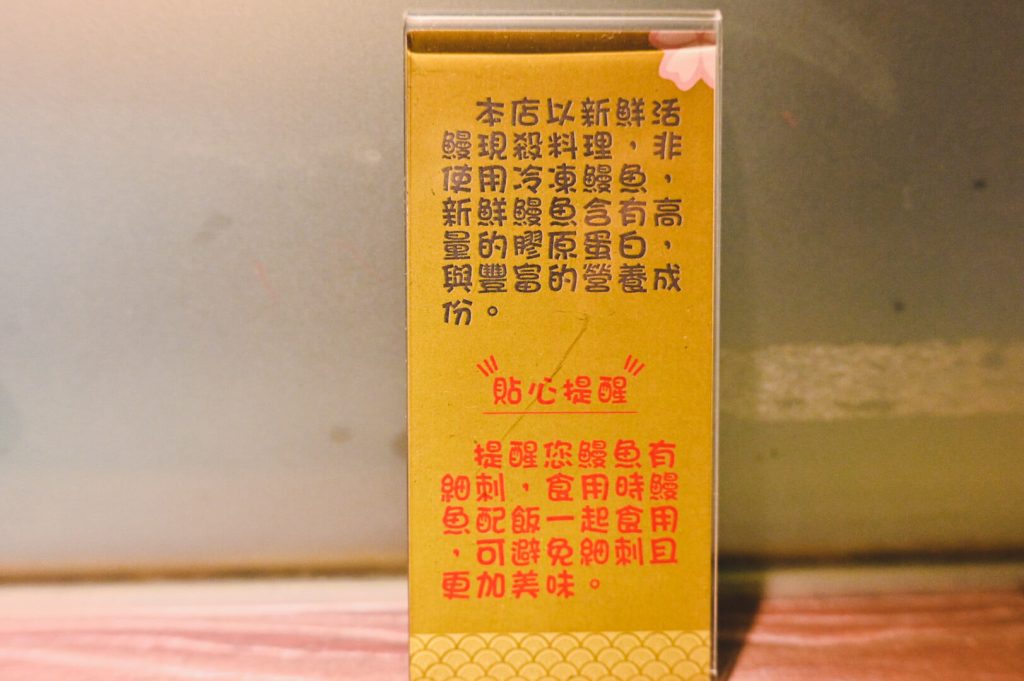 本店以新鮮活
鰻現殺料理，非
使用冷凍鰻魚，
新鮮鰻魚含有高
量的膠原蛋白，
與豐富的營養成
份。
貼心提醒
提醒您鰻魚有
細刺，食用時鰻
魚配飯一起食用
，可避免細刺且
更加美味。